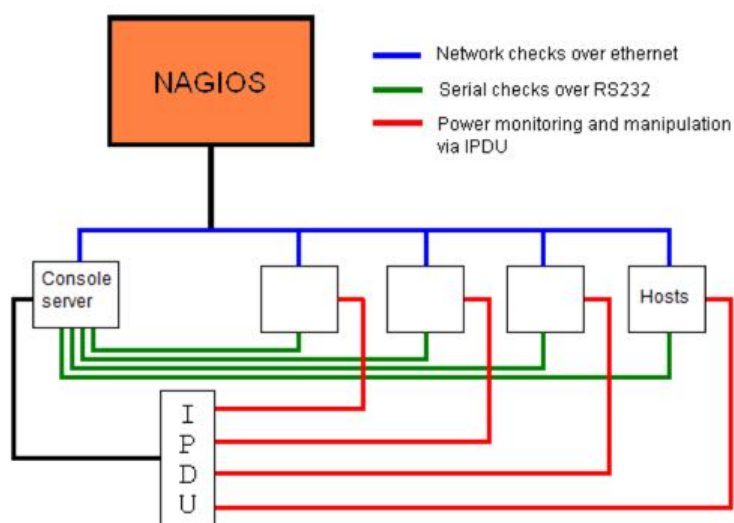 NAGIOS
Network checks over ethernet
Serial checks over RS232
Power monitoring and manipulation
via IPDU
Console
server
Hosts
I
P
D
U